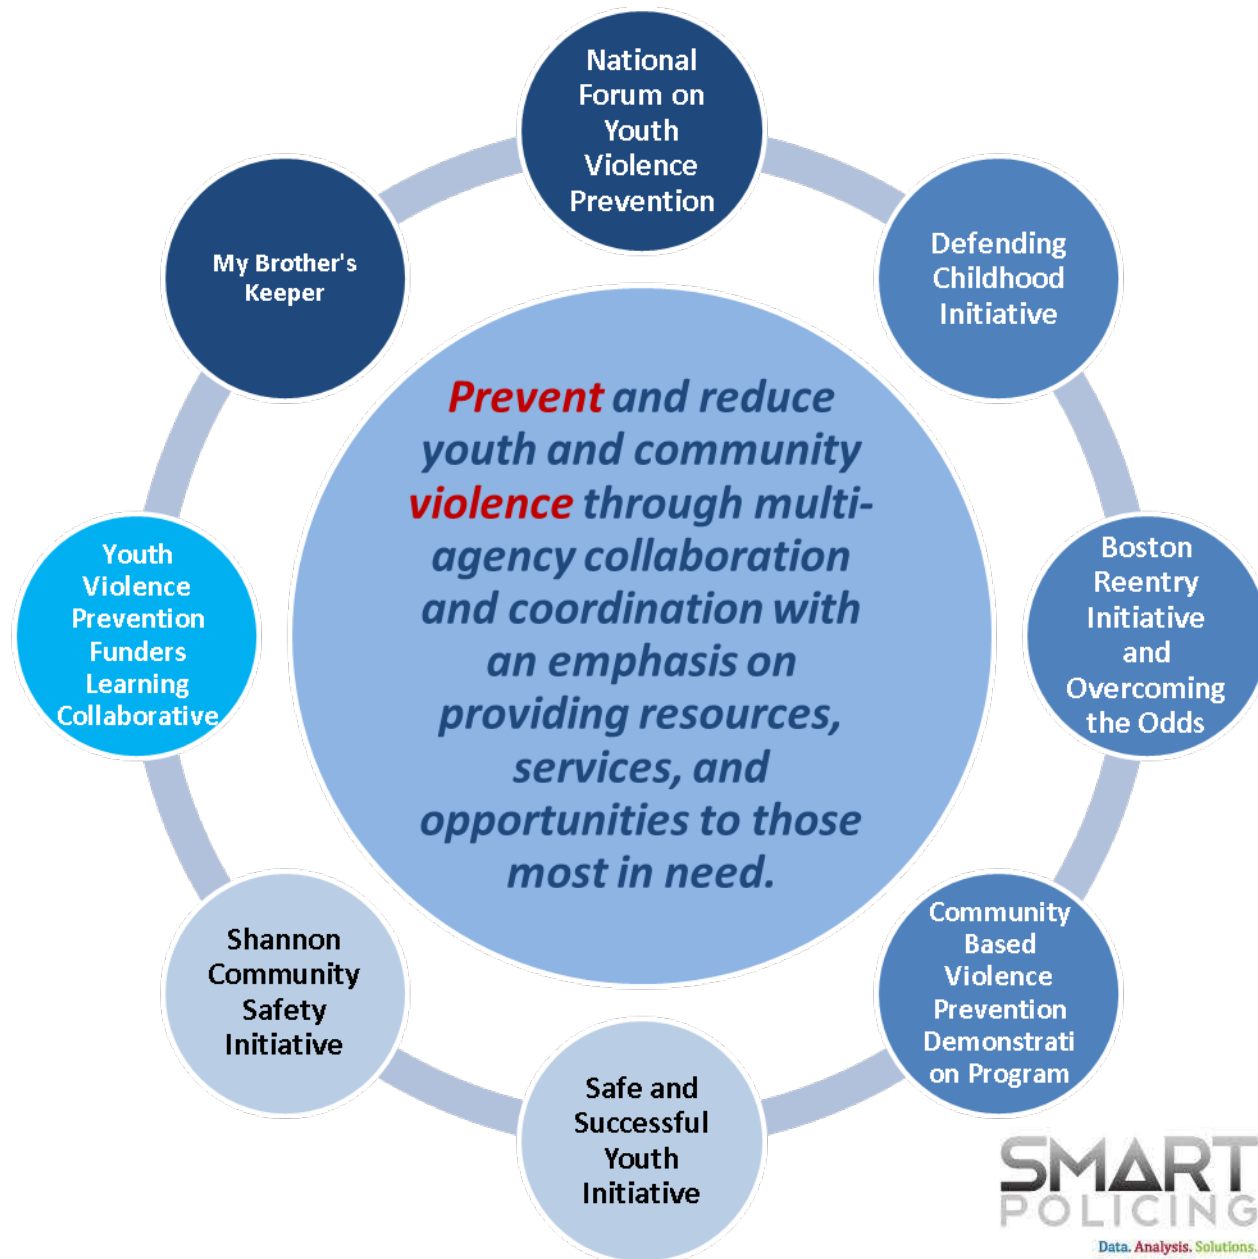 National
Forum on
Youth
Violence
Prevention
Defending
Childhood
Initiative
Boston
Reentry
Initiative
and
Overcoming
the Odds
Community
Based
Violence
Prevention
Demonstrati
on Program
Safe and
Successful
Youth
Initiative
Shannon
Community
Safety
Initiative
Youth
Violence
Prevention
Funders
Learning
Collaborative
My Brother's
Keeper
Prevent and reduce
youth and community
violence through multi-
agency collaboration
and coordination with
an emphasis on
providing resources,
services, and
opportunities to those
most in need.
SMART
POLICING
Data. Analysis. Solutions